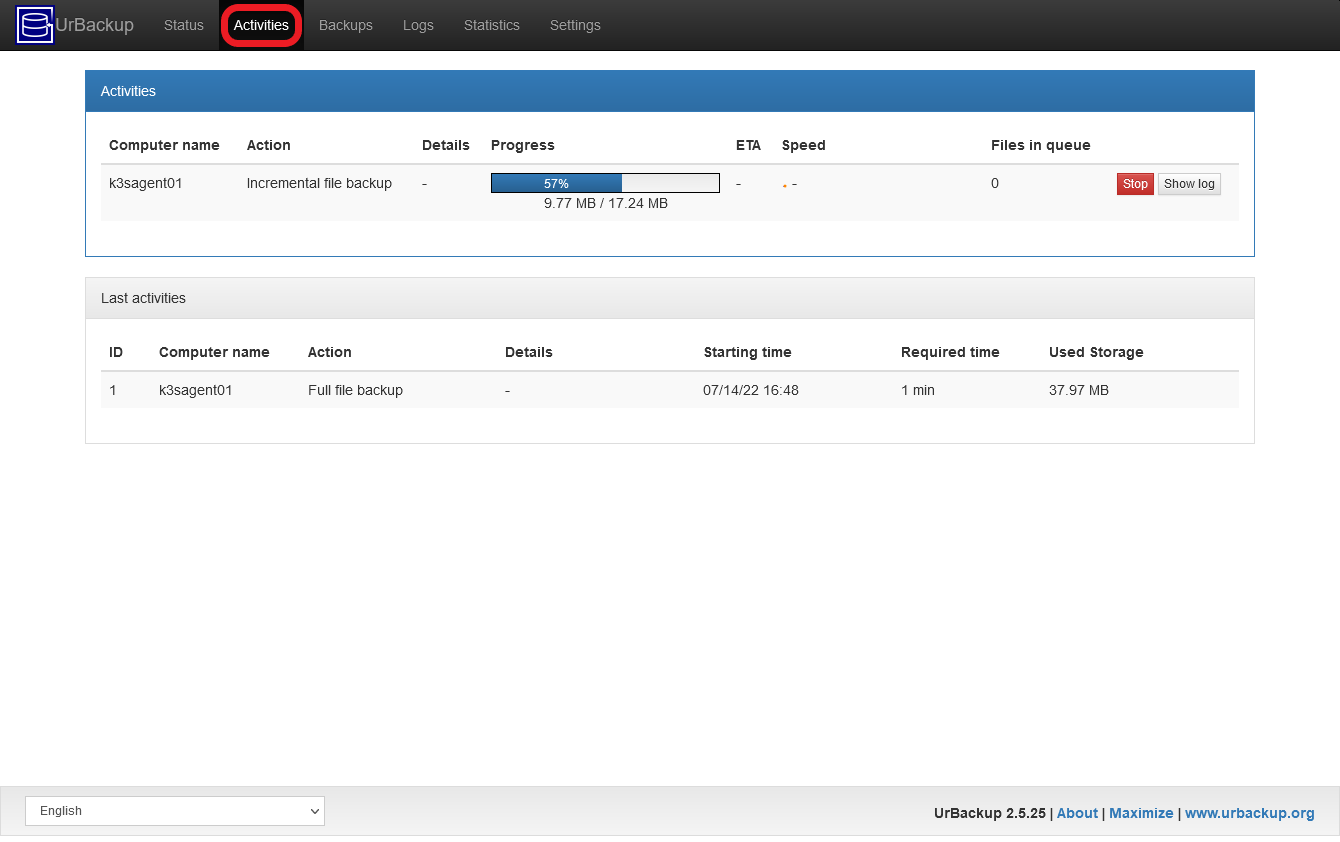 UrBackup Status Activities Backups Logs Statistics Settings
Activities
Computer name Action Details Progress ETA Speed Files in queue
k3sagent01 Incremental file backup - 57% - - 0 Stop Show log
9.77 MB / 17.24 MB
Last activities
ID Computer name Action Details Starting time Required time Used Storage
1 k3sagent01 Full file backup - 07/14/22 16:48 1 min 37.97 MB
English UrBackup 2.5.25 | About | Maximize | www.urbackup.org